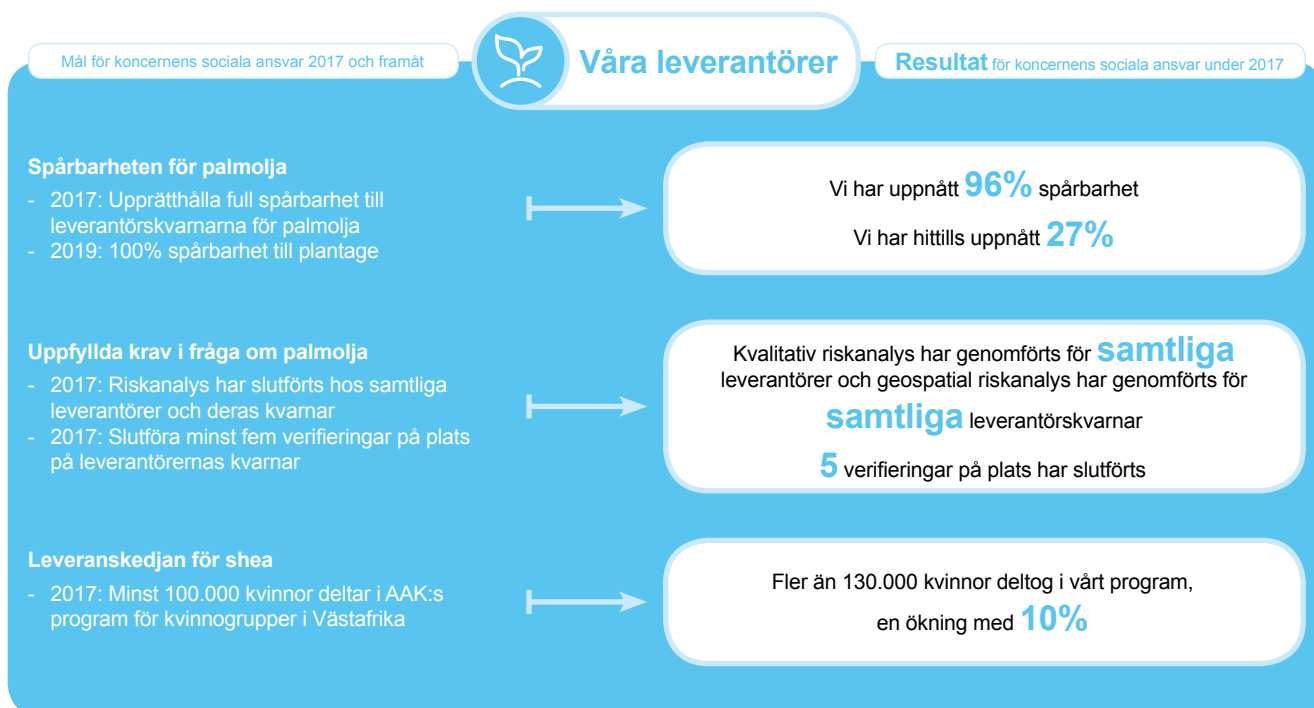 Mål för koncernens sociala ansvar 2017 och framåt
Våra leverantörer
Resultat för koncernens sociala ansvar under 2017
Spårbarheten för palmolja
- 2017: Upprätthålla full spårbarhet till
leverantörskvarnarna för palmolja
- 2019: 100% spårbarhet till plantage
Vi har uppnått 96% spårbarhet
Vi har hittills uppnått 27%
Uppfyllda krav i fråga om palmolja
- 2017: Riskanalys har slutförts hos samtliga
leverantörer och deras kvarnar
- 2017: Slutföra minst fem verifieringar på plats
på leverantörernas kvarnar
Kvalitativ riskanalys har genomförts för samtliga
leverantörer och geospatial riskanalys har genomförts för
samtliga leverantörskvarnar
5 verifieringar på plats har slutförts
Leveranskedjan för shea
- 2017: Minst 100.000 kvinnor deltar i AAK:s
program för kvinnogrupper i Västafrika
Fler än 130.000 kvinnor deltog i vårt program,
en ökning med 10%